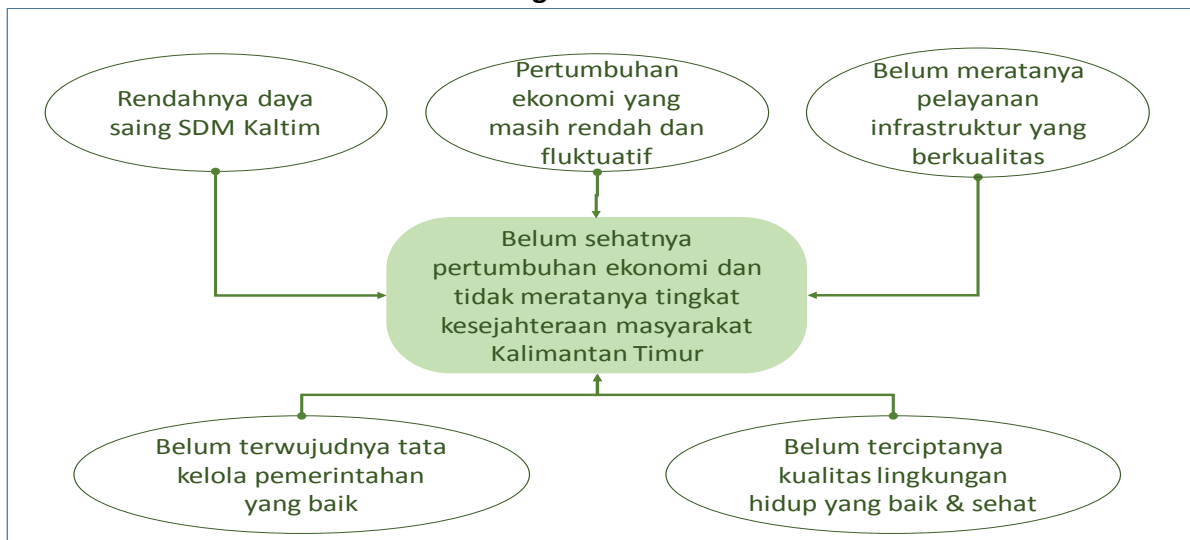 Rendahnya daya
saing SDM Kaltim
Pertumbuhan
ekonomi yang
masih rendah dan
fluktuatif
Belum meratanya
pelayanan
infrastruktur yang
berkualitas
Belum sehatnya
pertumbuhan ekonomi dan
tidak meratanya tingkat
kesejahteraan masyarakat
Kalimantan Timur
Belum terwujudnya tata
kelola pemerintahan
yang baik
Belum terciptanya
kualitas lingkungan
hidup yang baik & sehat